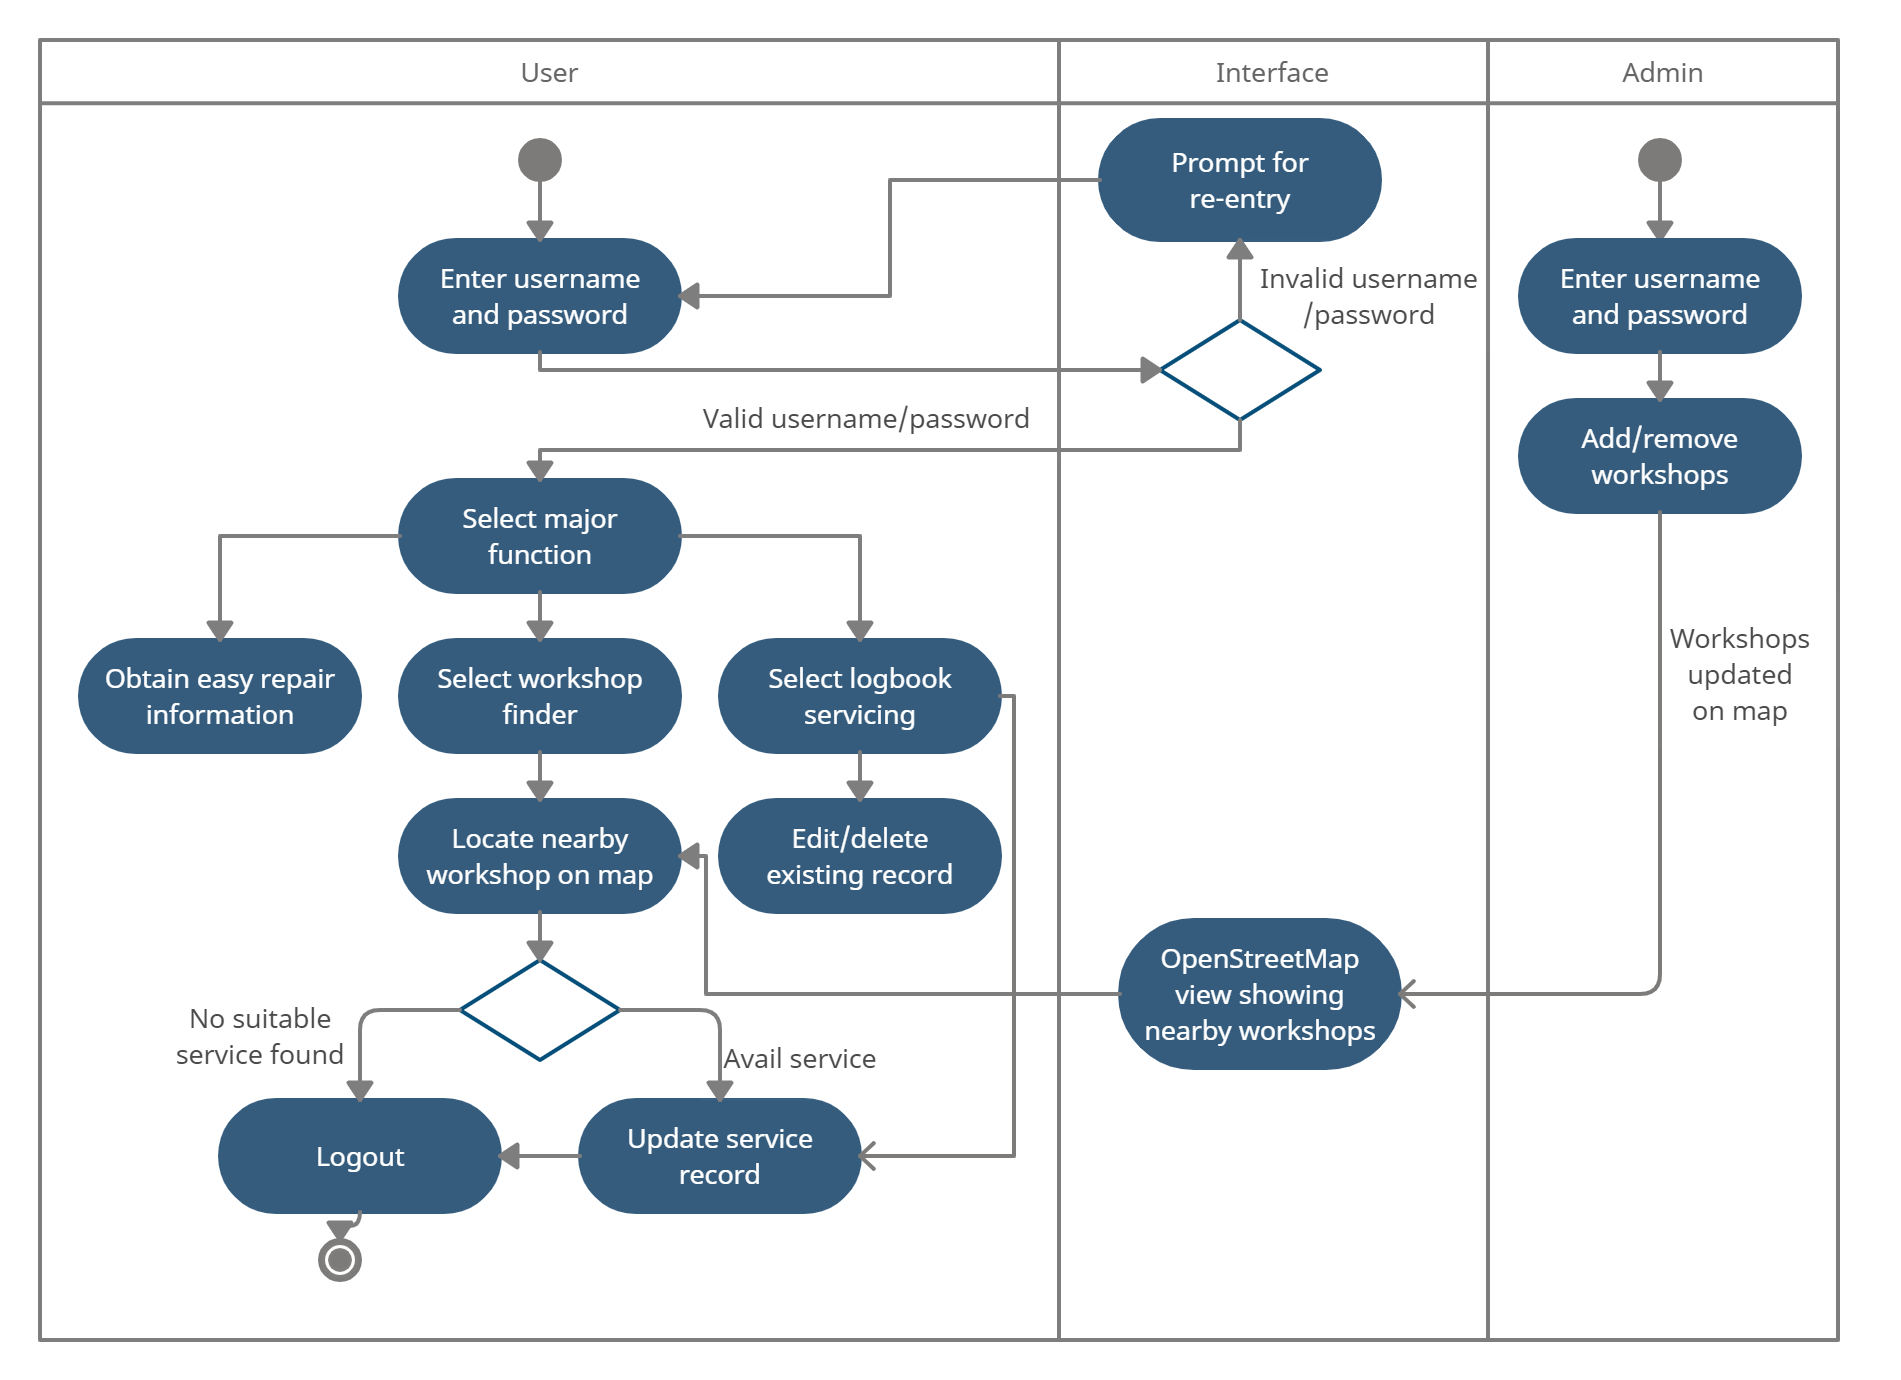 User
Interface
Admin
Prompt for
re-entry
Enter username
and password
Invalid username
/password
Enter username
and password
Valid username/password
Add/remove
workshops
Select major
function
Workshops
updated
on map
Obtain easy repair
information
Select workshop
finder
Select logbook
servicing
Locate nearby
workshop on map
Edit/delete
existing record
OpenStreetMap
view showing
nearby workshops
No suitable
service found
Avail service
Logout
Update service
record